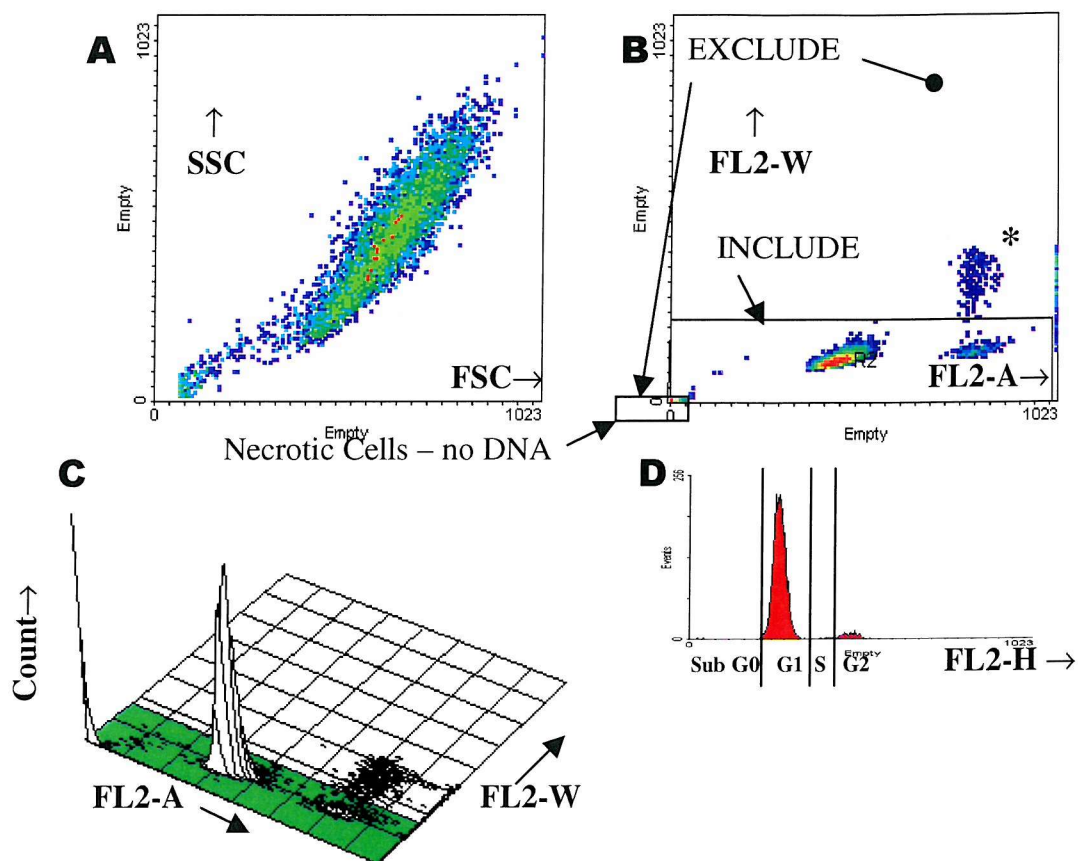 A
1023
SSC ↑
Empty
FSC→
0
0
1023
Empty
B
1023
EXCLUDE
↑
FL2-W
Empty
INCLUDE
*
R2
FL2-A→
0
0
1023
Empty
Necrotic Cells – no DNA
C
Count→
FL2-A
FL2-W
D
256
Events
0
Sub G0
G1
S
G2
Empty
1023
FL2-H →